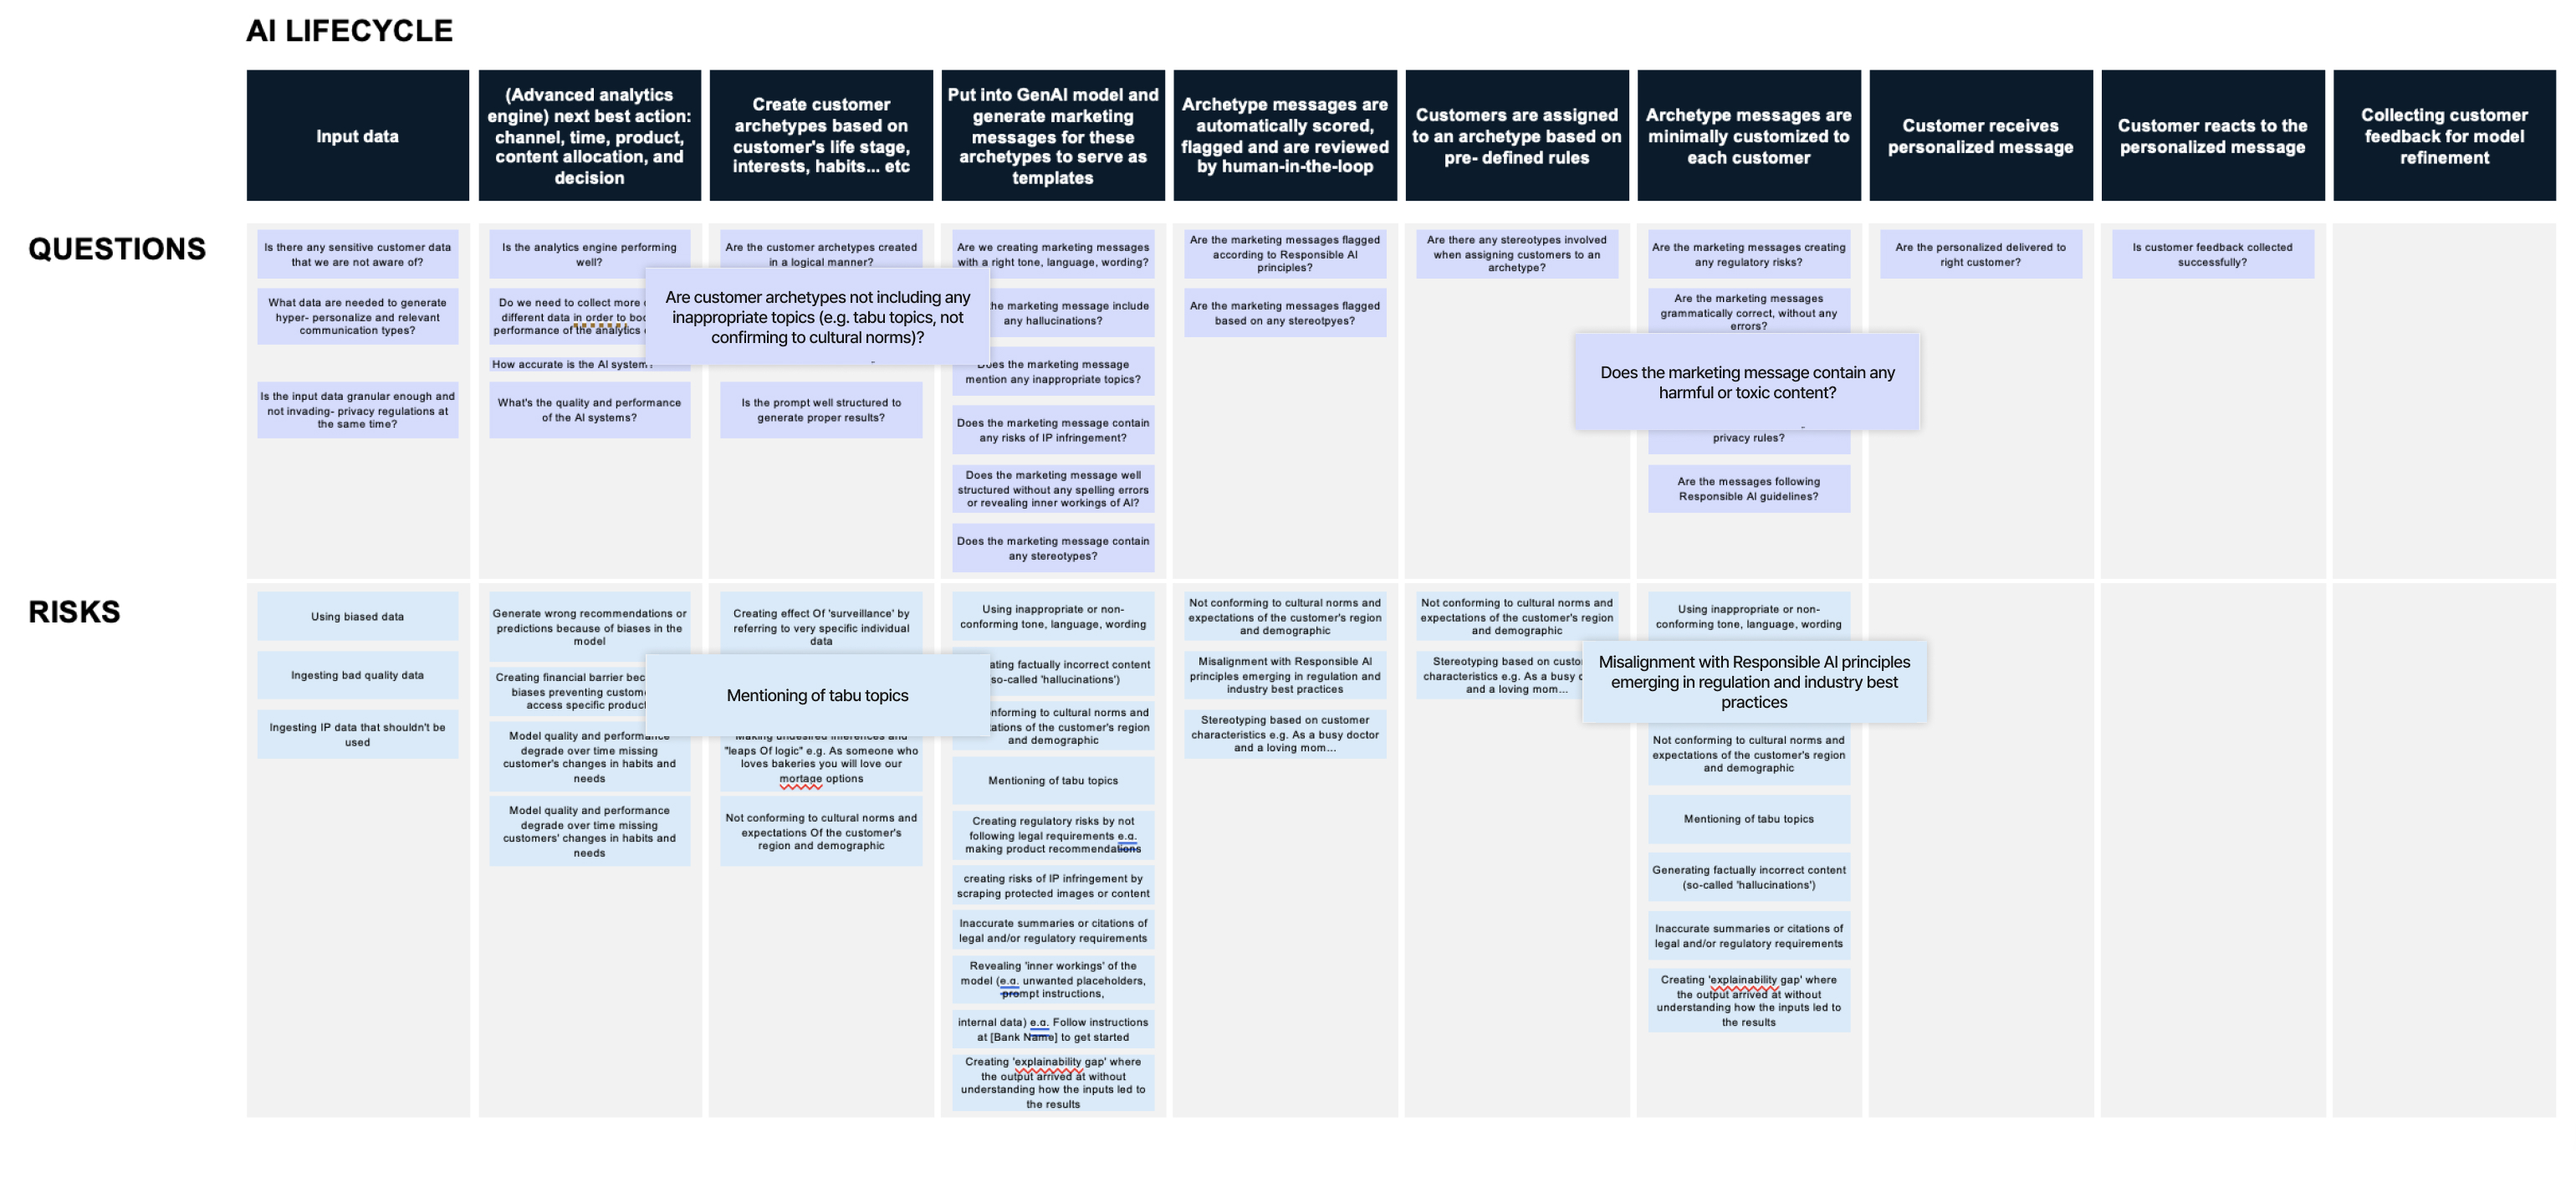 AI LIFECYCLE
Input data
(Advanced analytics
engine) next best action:
channel, time, product,
content allocation, and
decision
Create customer
archetypes based on
customer's life stage,
interests, habits... etc
Put into GenAI model and
generate marketing
messages for these
archetypes to serve as
templates
Archetype messages are
automatically scored,
flagged and are reviewed
by human-in-the-loop
Customers are assigned
to an archetype based on
pre- defined rules
Archetype messages are
minimally customized to
each customer
Customer receives
personalized message
Customer reacts to the
personalized message
Collecting customer
feedback for model
refinement
QUESTIONS
Is there any sensitive customer data
that we are not aware of?
What data are needed to generate
hyper- personalize and relevant
communication types?
Is the input data granular enough and
not invading- privacy regulations at
the same time?
Is the analytics engine performing
well?
Do we need to collect more
different data in order to
performance of the analytics
How accurate is the AI system?
What's the quality and performance
of the AI systems?
Are the customer archetypes created
in a logical manner?
Are customer archetypes not including any
inappropriate topics (e.g. tabu topics, not
confirming to cultural norms)?
Is the prompt well structured to
generate proper results?
Are we creating marketing messages
with a right tone, language, wording?
the marketing message include
any hallucinations?
Does the marketing message
mention any inappropriate topics?
Does the marketing message contain
any risks of IP infringement?
Does the marketing message well
structured without any spelling errors
or revealing inner workings of AI?
Does the marketing message contain
any stereotypes?
Are the marketing messages flagged
according to Responsible AI
principles?
Are the marketing messages flagged
based on any stereotpyes?
Are there any stereotypes involved
when assigning customers to an
archetype?
Are the marketing messages creating
any regulatory risks?
Are the marketing messages
grammatically correct, without any
errors?
Does the marketing message contain any
harmful or toxic content?
privacy rules?
Are the messages following
Responsible AI guidelines?
Are the personalized delivered to
right customer?
Is customer feedback collected
successfully?
RISKS
Using biased data
Ingesting bad quality data
Ingesting IP data that shouldn't be
used
Generate wrong recommendations or
predictions because of biases in the
model
Creating financial barrier
biases preventing
access specific
Model quality and performance
degrade over time missing
customer's changes in habits and
needs
Model quality and performance
degrade over time missing
customers' changes in habits and
needs
Creating effect Of 'surveillance' by
referring to very specific individual
data
Mentioning of tabu topics
Making undesired inferences and
"leaps Of logic" e.g. As someone who
loves bakeries you will love our
mortage options
Not conforming to cultural norms and
expectations Of the customer's
region and demographic
Using inappropriate or non-
conforming tone, language, wording
factually incorrect content
(so-called 'hallucinations')
to cultural norms and
of the customer's region
and demographic
Mentioning of tabu topics
Creating regulatory risks by not
following legal requirements e.g.
making product recommendations
creating risks of IP infringement by
scraping protected images or content
Inaccurate summaries or citations of
legal and/or regulatory requirements
Revealing 'inner workings' of the
model (e.g. unwanted placeholders,
prompt instructions,
internal data) e.g. Follow instructions
at [Bank Name] to get started
Creating 'explainability gap' where
the output arrived at without
understanding how the inputs led to
the results
Not conforming to cultural norms and
expectations of the customer's region
and demographic
Misalignment with Responsible AI
principles emerging in regulation and
industry best practices
Stereotyping based on customer
characteristics e.g. As a busy doctor
and a loving mom...
Not conforming to cultural norms and
expectations of the customer's region
and demographic
Stereotyping based on
characteristics e.g. As a busy
and a loving mom...
Using inappropriate or non-
conforming tone, language, wording
Misalignment with Responsible AI principles
emerging in regulation and industry best
practices
Not conforming to cultural norms and
expectations of the customer's region
and demographic
Mentioning of tabu topics
Generating factually incorrect content
(so-called 'hallucinations')
Inaccurate summaries or citations of
legal and/or regulatory requirements
Creating 'explainability gap' where
the output arrived at without
understanding how the inputs led to
the results